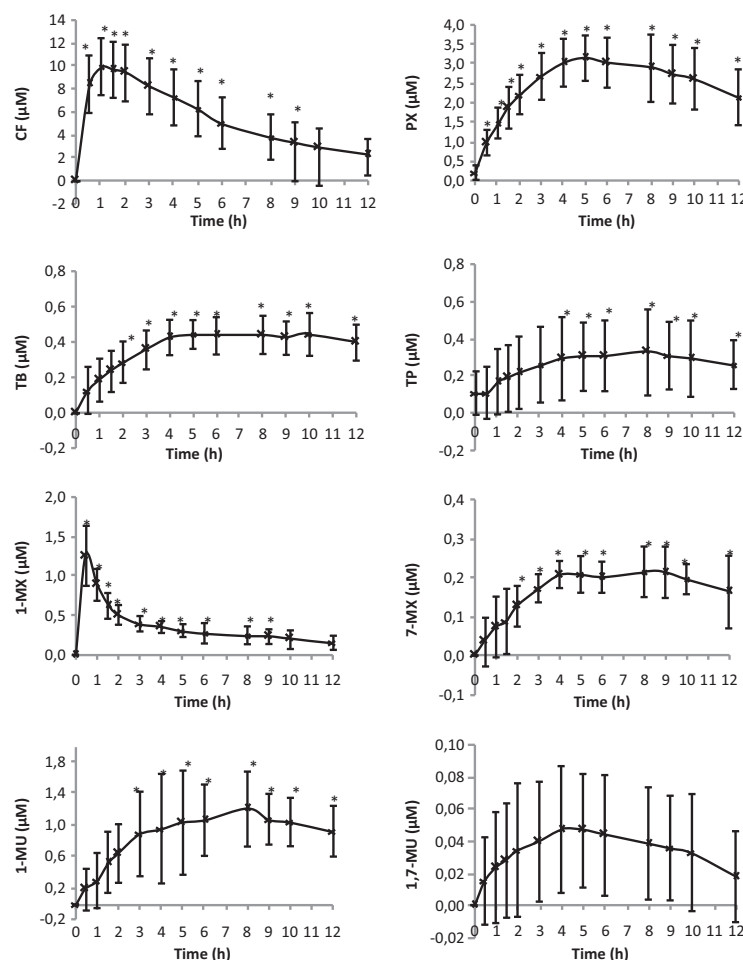 CF (µM)
14
12
10
8
6
4
2
0
-2
0 1 2 3 4 5 6 7 8 9 10 11 12
Time (h)
PX (µM)
4,0
3,5
3,0
2,5
2,0
1,5
1,0
0,5
0,0
0 1 2 3 4 5 6 7 8 9 10 11 12
Time (h)
TB (µM)
0,8
0,6
0,4
0,2
0,0
-0,2
0 1 2 3 4 5 6 7 8 9 10 11 12
Time (h)
TP (µM)
0,8
0,6
0,4
0,2
0,0
-0,2
0 1 2 3 4 5 6 7 8 9 10 11 12
Time (h)
1-MX (µM)
2,0
1,5
1,0
0,5
0,0
0 1 2 3 4 5 6 7 8 9 10 11 12
Time (h)
7-MX (µM)
0,4
0,3
0,2
0,1
0,0
-0,1
0 1 2 3 4 5 6 7 8 9 10 11 12
Time (h)
1-MU (µM)
1,8
1,4
1,0
0,6
0,2
-0,2
0 1 2 3 4 5 6 7 8 9 10 11 12
Time (h)
1,7-MU (µM)
0,10
0,08
0,06
0,04
0,02
0,00
-0,02
0 1 2 3 4 5 6 7 8 9 10 11 12
Time (h)